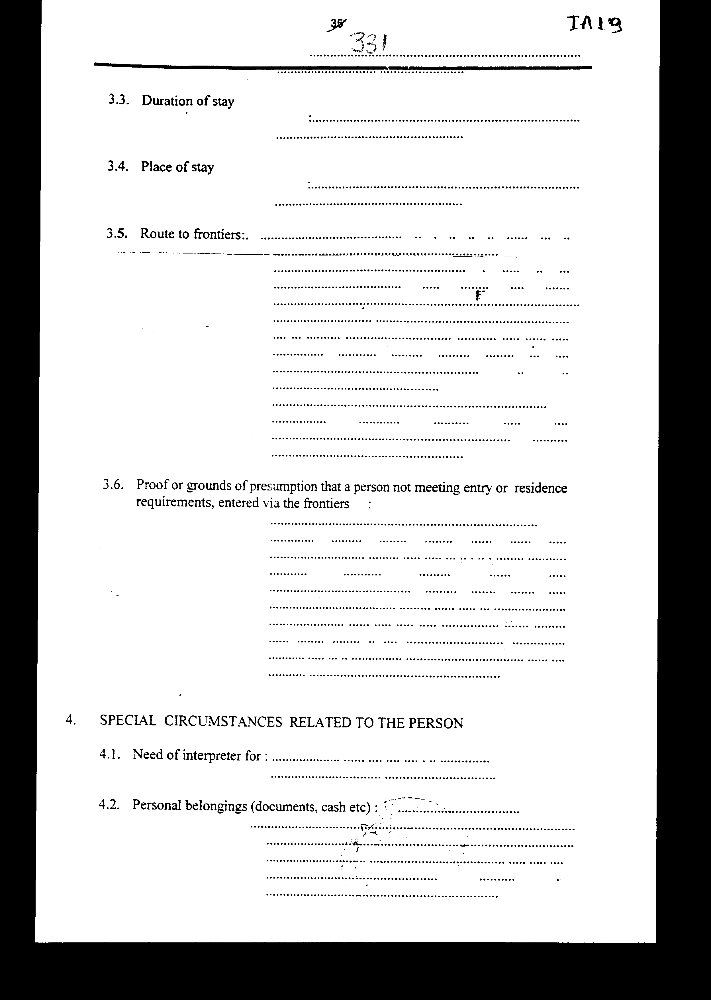 35
IA19
331
3.3. Duration of stay
:
3.4. Place of stay
:
3.5. Route to frontiers:.
F
3.6. Proof or grounds of presumption that a person not meeting entry or residence
requirements, entered via the frontiers :
4. SPECIAL CIRCUMSTANCES RELATED TO THE PERSON
4.1. Need of interpreter for :
4.2. Personal belongings (documents, cash etc) :